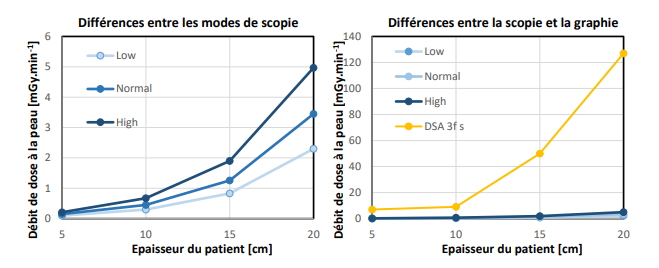 Différences entre les modes de scopie
Débit de dose à la peau [mGy.min⁻¹]
6
5
4
3
2
1
0
Low
Normal
High
5 10 15 20
Epaisseur du patient [cm]
Différences entre la scopie et la graphie
Débit de dose à la peau [mGy.min⁻¹]
140
120
100
80
60
40
20
0
Low
Normal
High
DSA 3f s
5 10 15 20
Epaisseur du patient [cm]